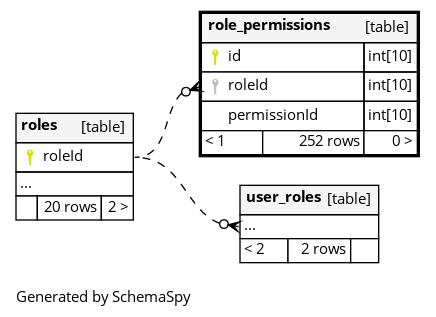 role_permissions [table]
id int[10]
roleId int[10]
permissionId int[10]
< 1 252 rows 0 >
roles [table]
roleId
...
20 rows 2 >
user_roles [table]
...
< 2 2 rows
Generated by SchemaSpy